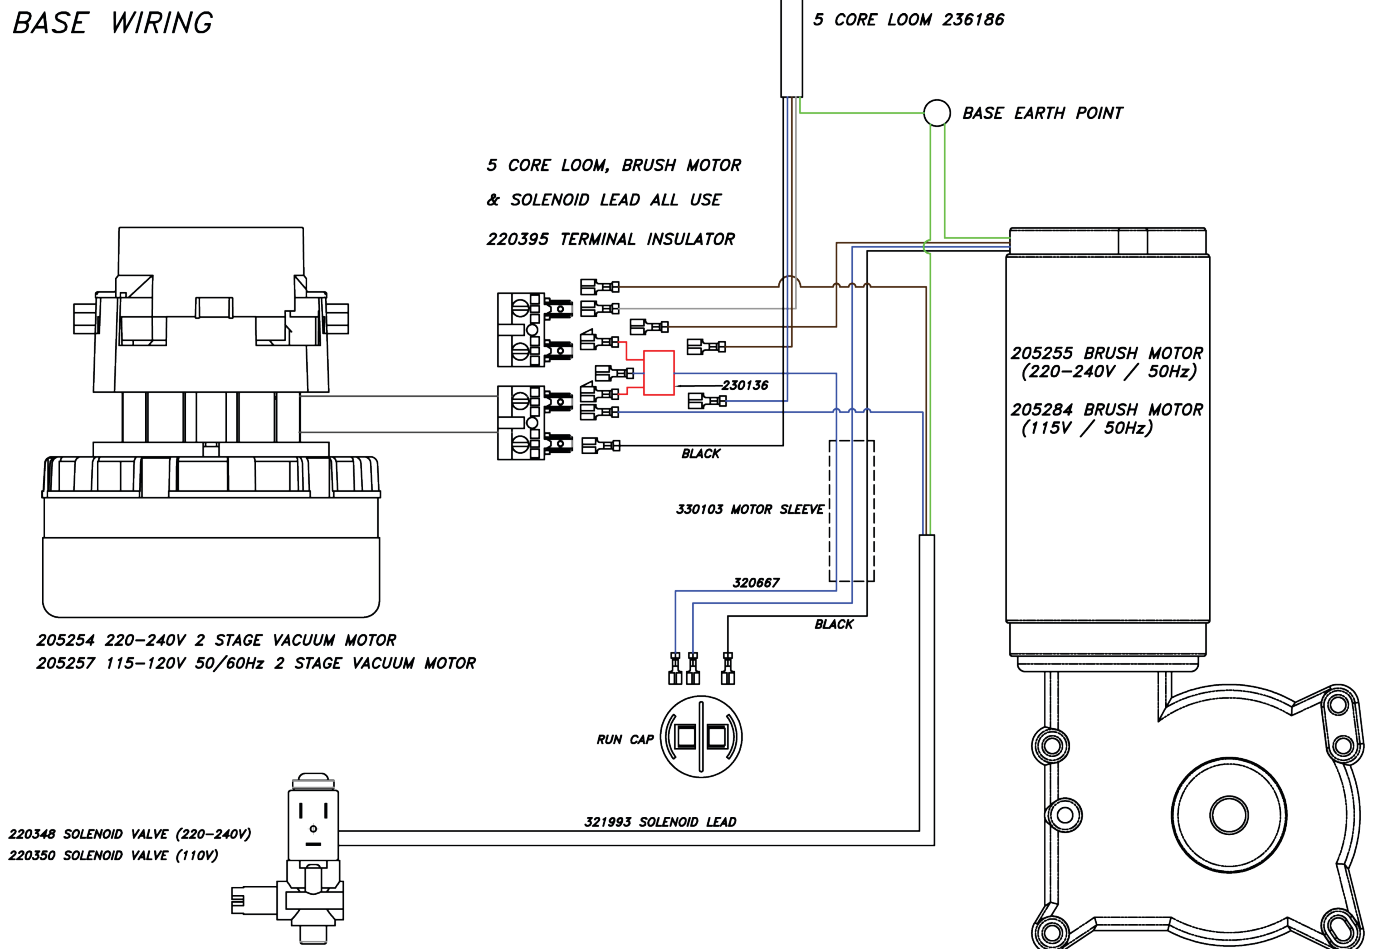 BASE WIRING
5 CORE LOOM 236186
BASE EARTH POINT
5 CORE LOOM, BRUSH MOTOR
& SOLENOID LEAD ALL USE
220395 TERMINAL INSULATOR
205255 BRUSH MOTOR
(220-240V / 50Hz)
205284 BRUSH MOTOR
(115V / 50Hz)
230136
BLACK
330103 MOTOR SLEEVE
320667
BLACK
205254 220-240V 2 STAGE VACUUM MOTOR
205257 115-120V 50/60Hz 2 STAGE VACUUM MOTOR
RUN CAP
321993 SOLENOID LEAD
220348 SOLENOID VALVE (220-240V)
220350 SOLENOID VALVE (110V)